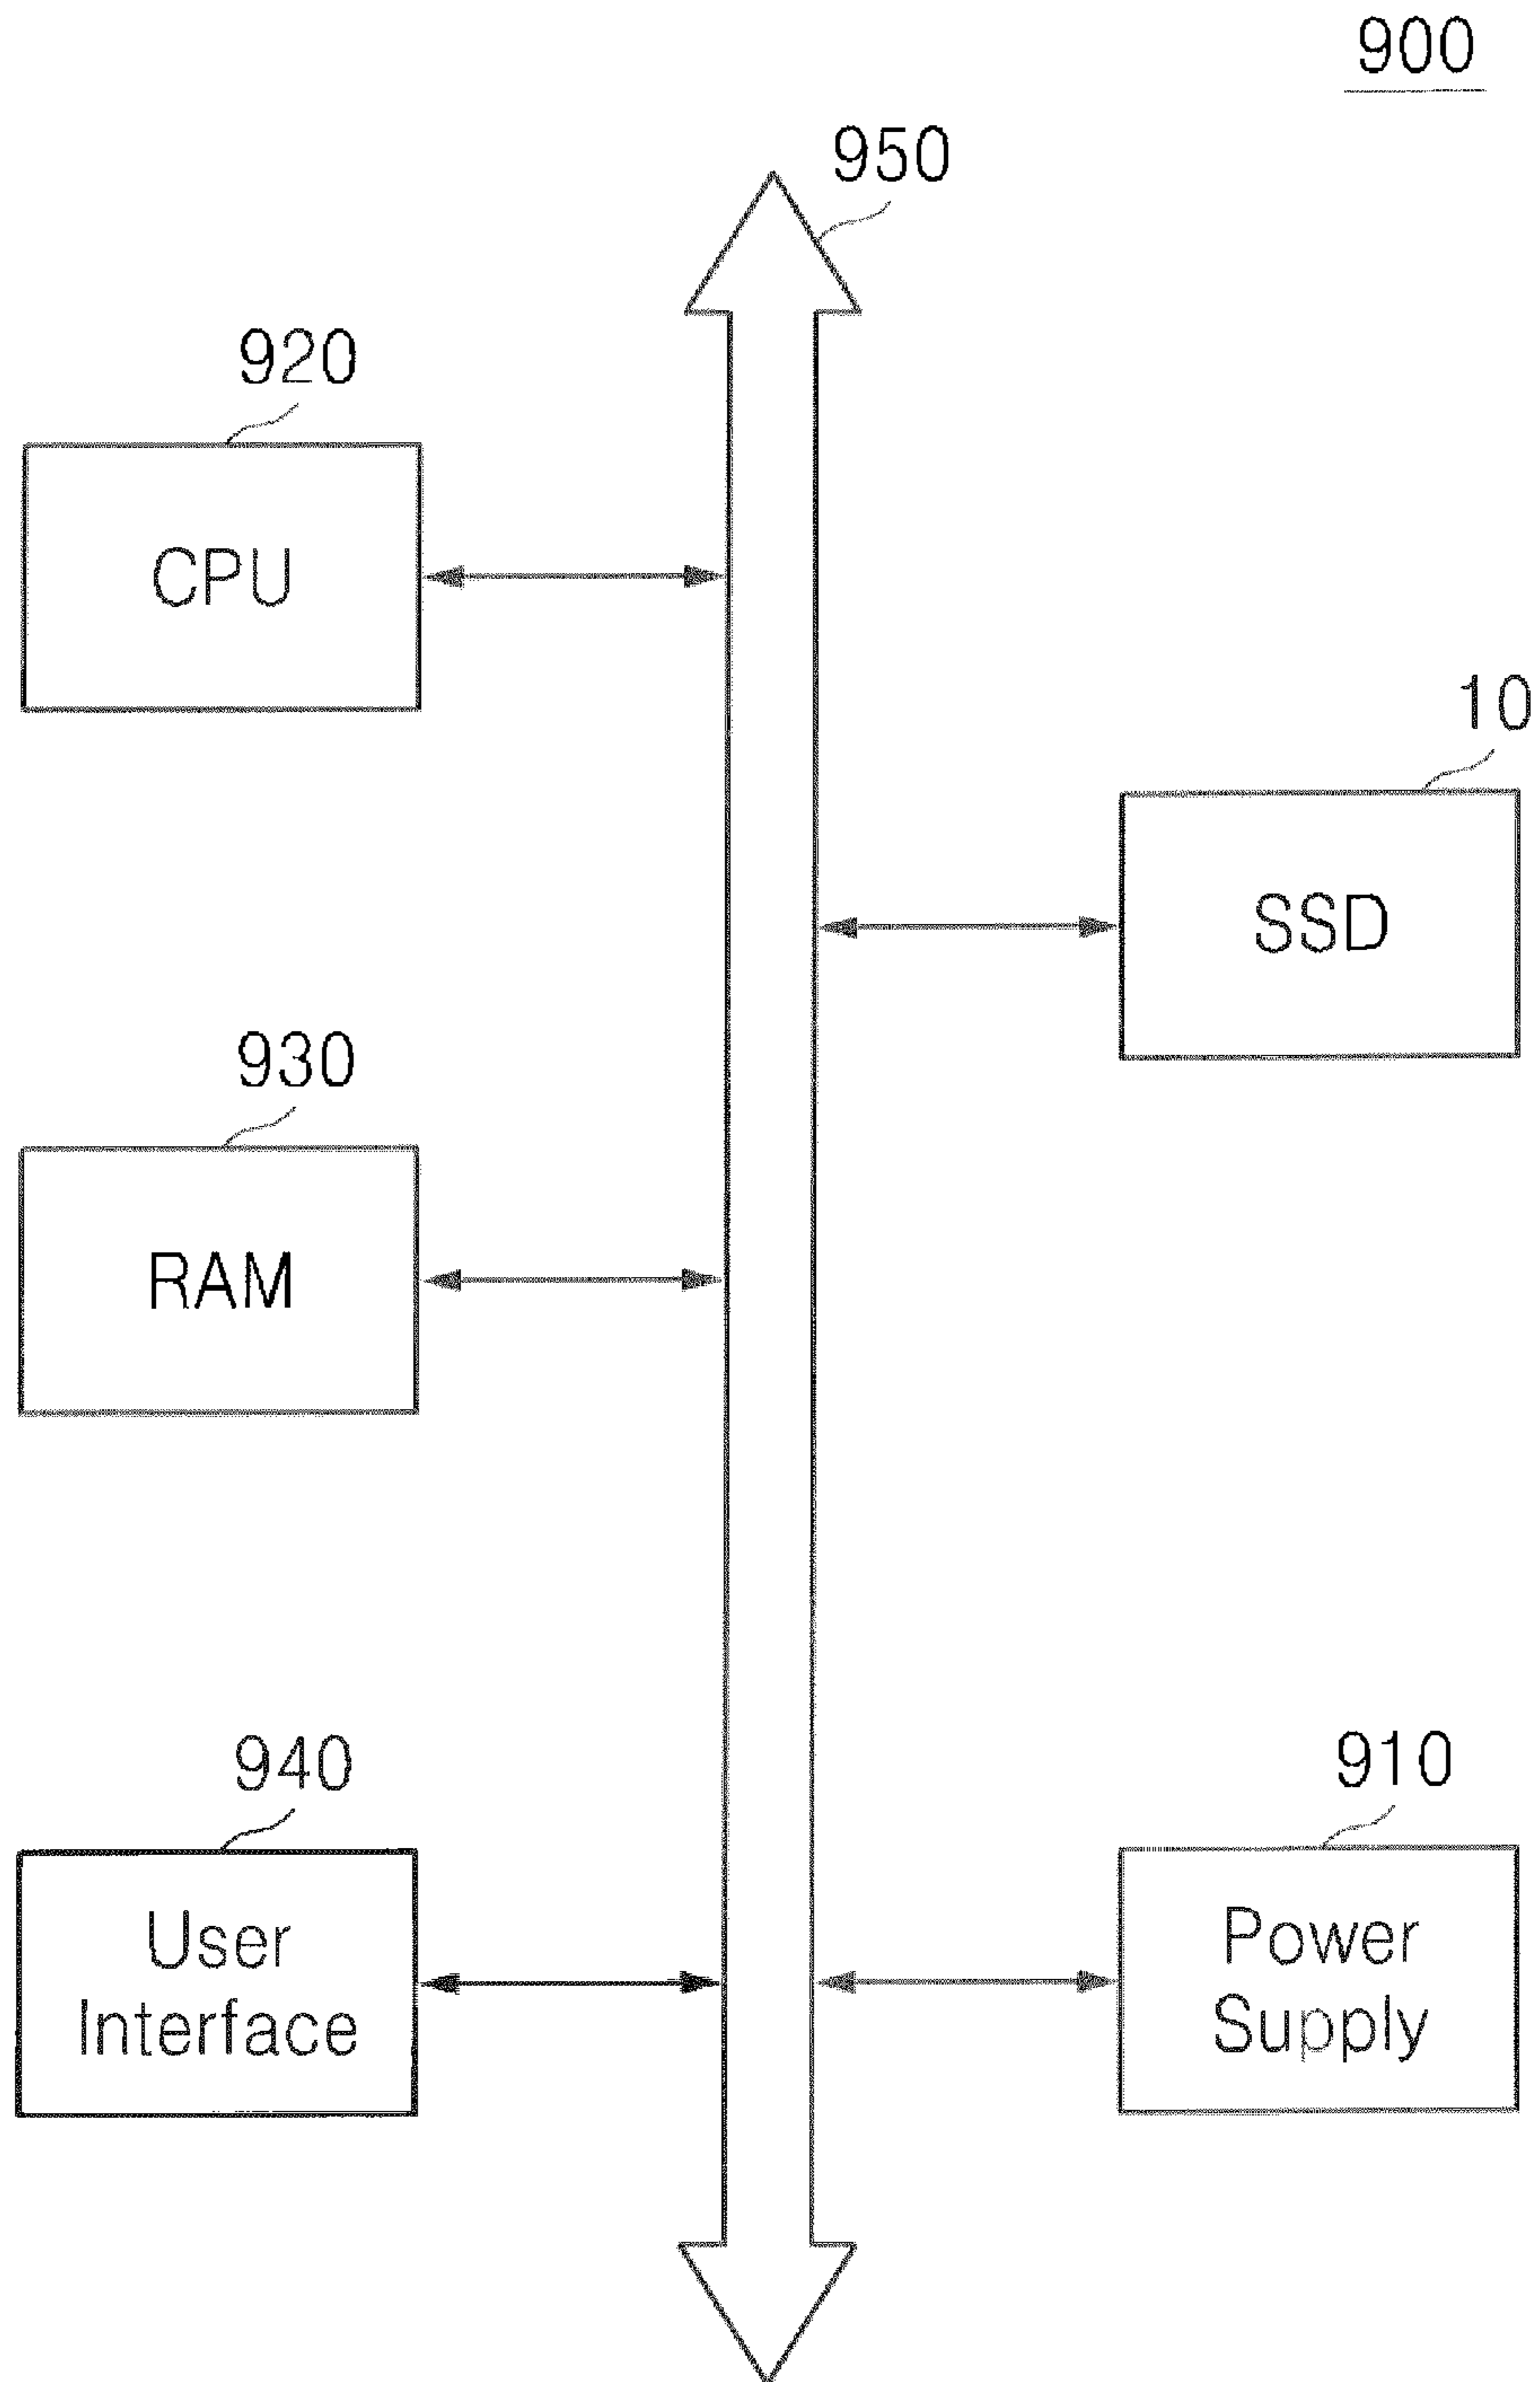 900
950
920
CPU
10
SSD
930
RAM
940
User
Interface
910
Power
Supply